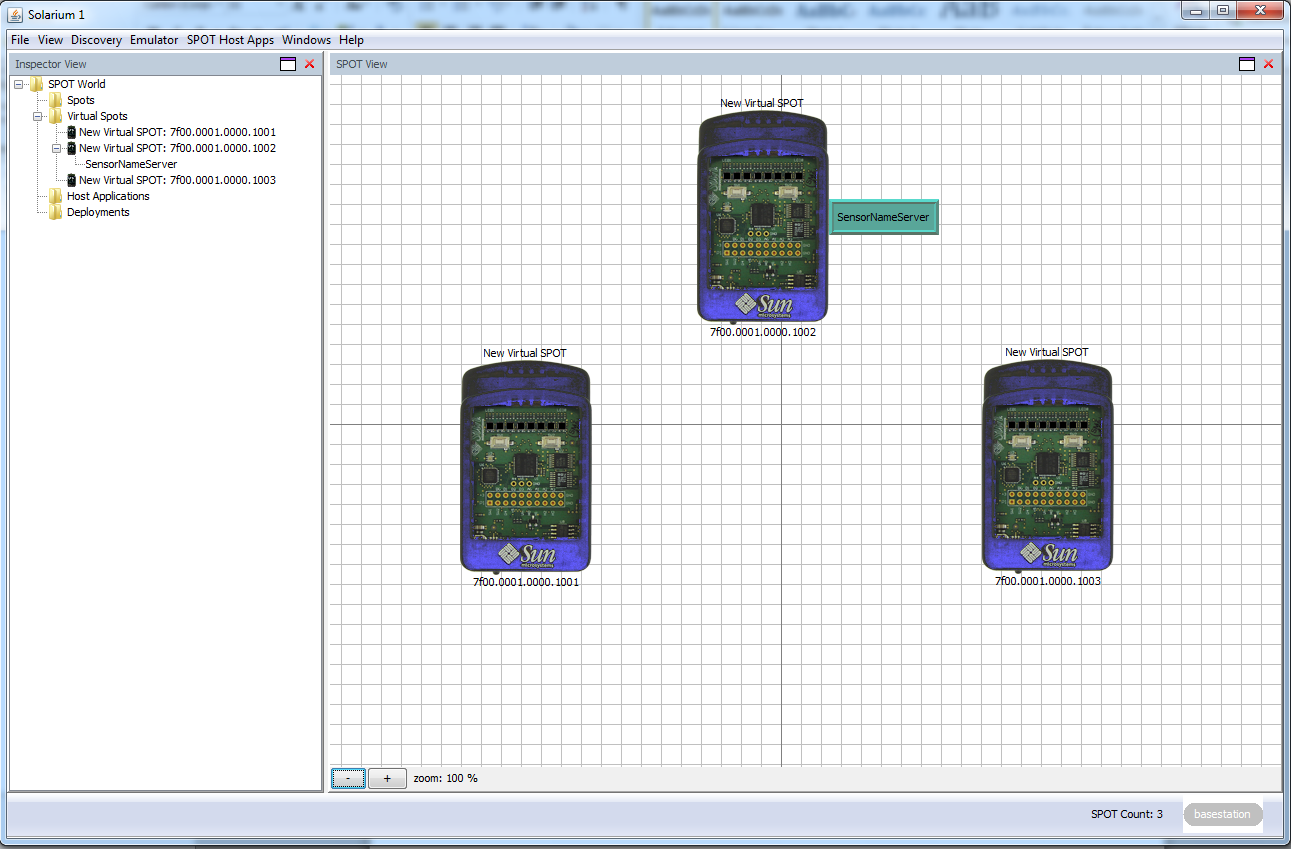 Solarium 1
File View Discovery Emulator SPOT Host Apps Windows Help
Inspector View
SPOT World
Spots
Virtual Spots
New Virtual SPOT: 7f00.0001.0000.1001
New Virtual SPOT: 7f00.0001.0000.1002
SensorNameServer
New Virtual SPOT: 7f00.0001.0000.1003
Host Applications
Deployments
SPOT View
New Virtual SPOT
SensorNameServer
Sun
microsystems
7f00.0001.0000.1002
New Virtual SPOT
Sun
microsystems
7f00.0001.0000.1001
New Virtual SPOT
Sun
microsystems
7f00.0001.0000.1003
- + zoom: 100 %
SPOT Count: 3
basestation